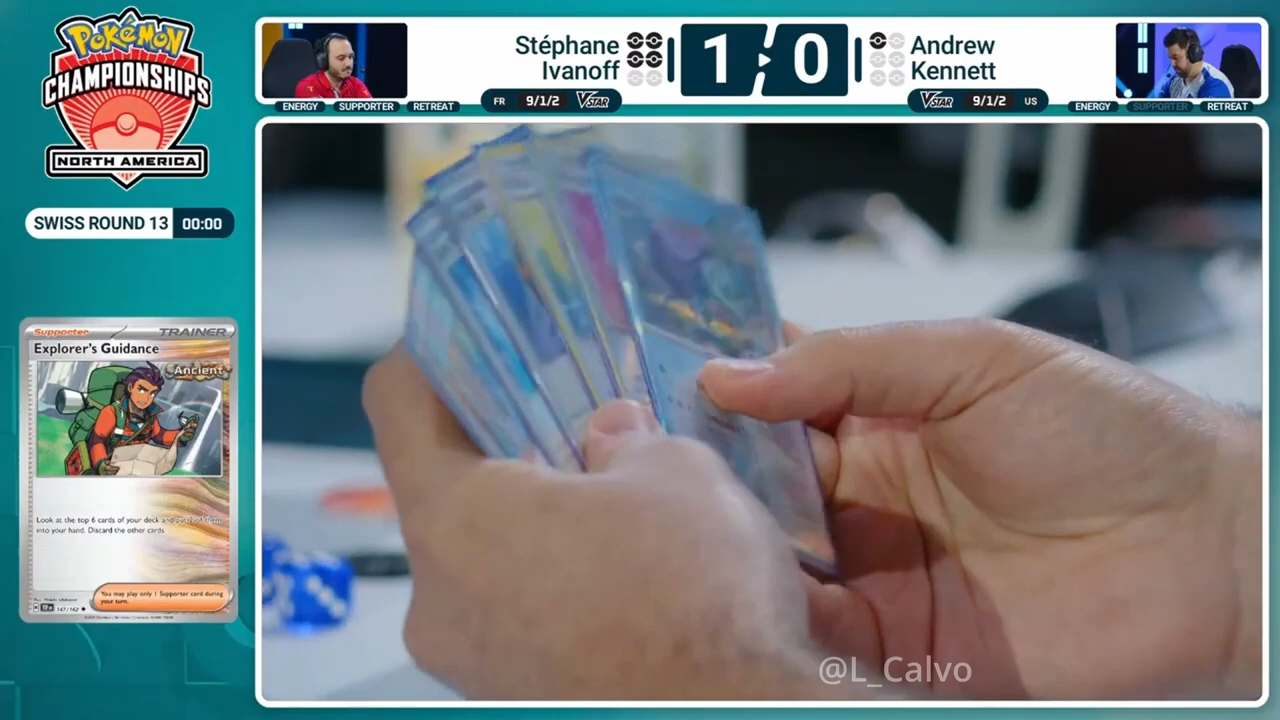 Pokémon
CHAMPIONSHIPS
NORTH AMERICA
Stéphane
Ivanoff
1
0
Andrew
Kennett
ENERGY
SUPPORTER
RETREAT
FR
9/1/2
VSTAR
VSTAR
9/1/2
US
ENERGY
SUPPORTER
RETREAT
SWISS ROUND 13
00:00
Supporter
TRAINER
Explorer's Guidance
Ancient
Look at the top 6 cards of your deck and put 2 of them
into your hand. Discard the other cards.
You may play only 1 Supporter card during
your turn.
147/162
@L_Calvo